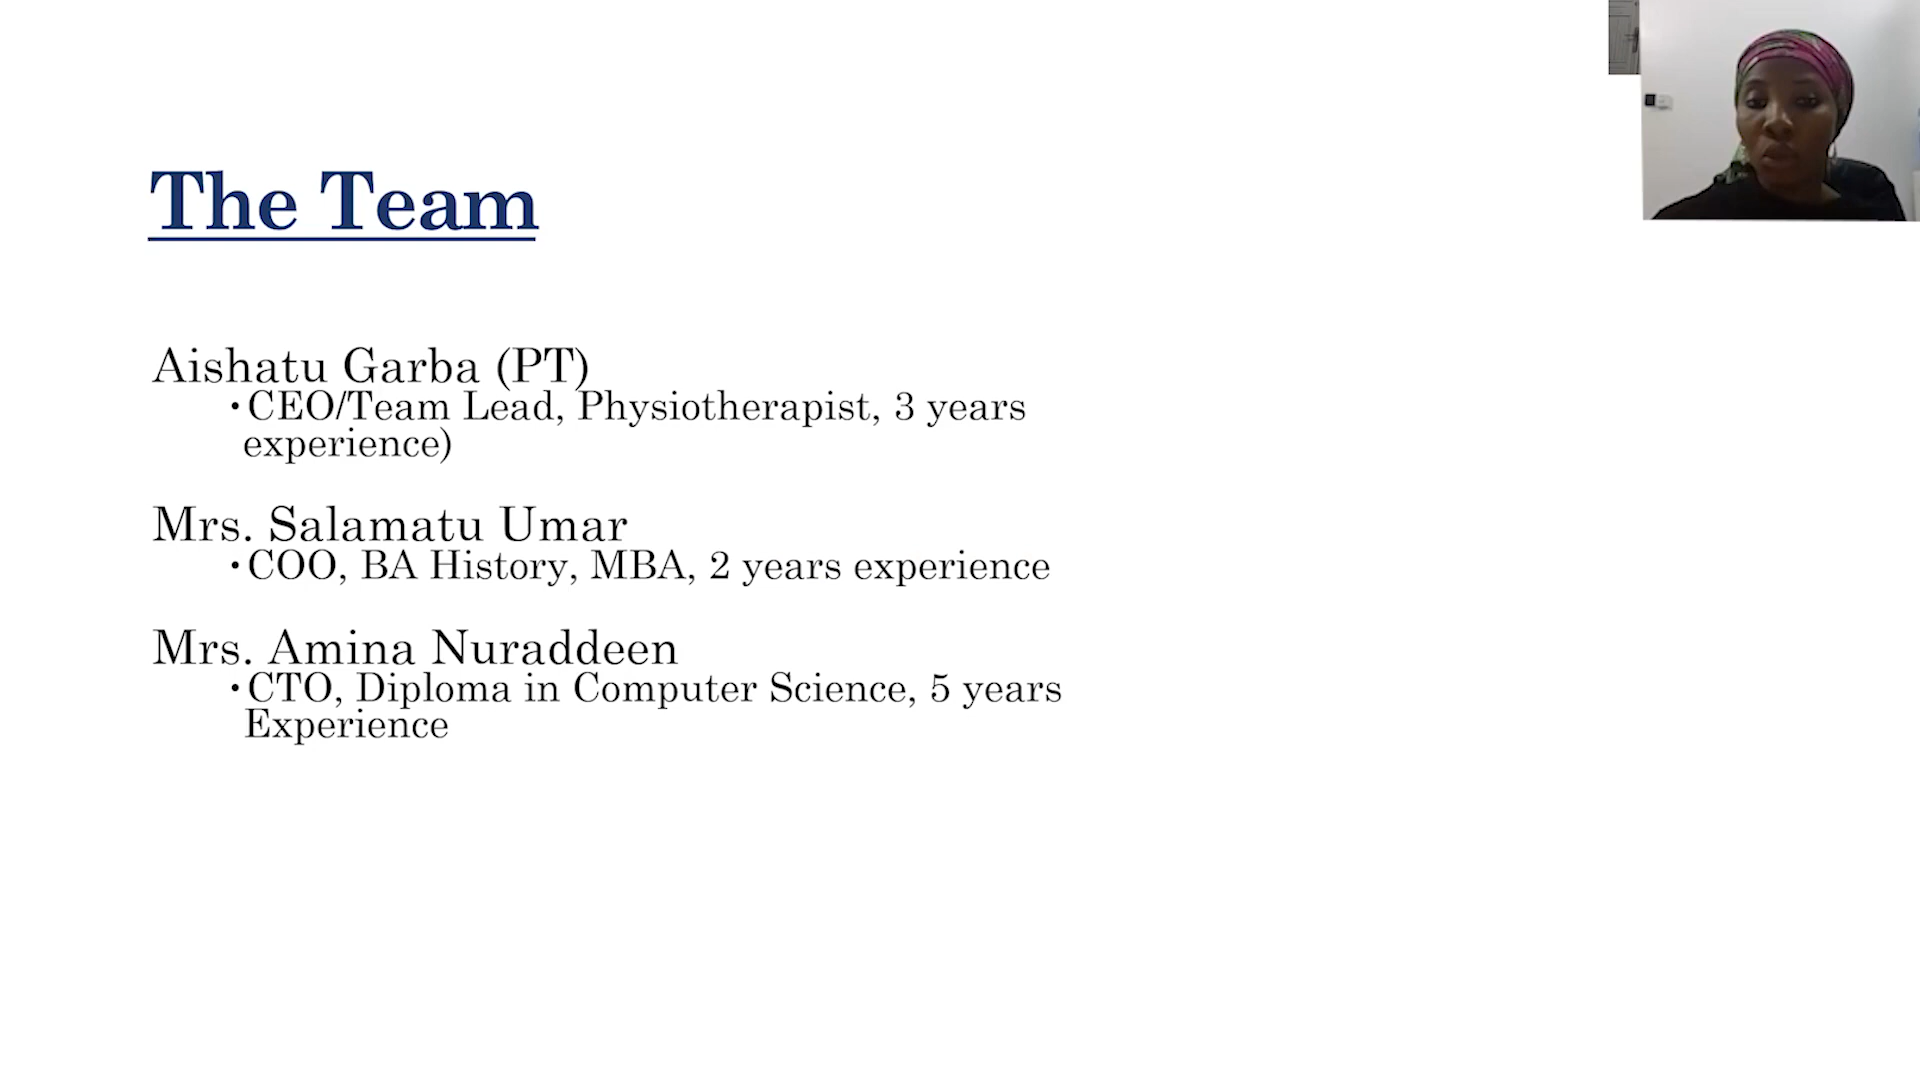 The Team
Aishatu Garba (PT)
•CEO/Team Lead, Physiotherapist, 3 years
experience)
Mrs. Salamatu Umar
•COO, BA History, MBA, 2 years experience
Mrs. Amina Nuraddeen
•CTO, Diploma in Computer Science, 5 years
Experience